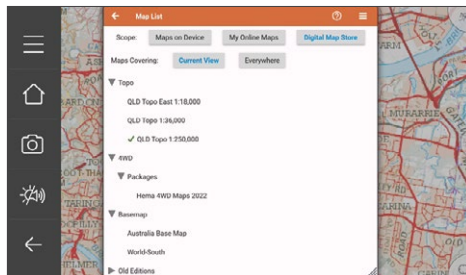 Map List
Scope: Maps on Device My Online Maps Digital Map Store
Maps Covering: Current View Everywhere
Topo
QLD Topo East 1:18,000
QLD Topo 1:36,000
QLD Topo 1:250,000
4WD
Packages
Hema 4WD Maps 2022
Basemap
Australia Base Map
World-South
Old Editions
MURARRIE